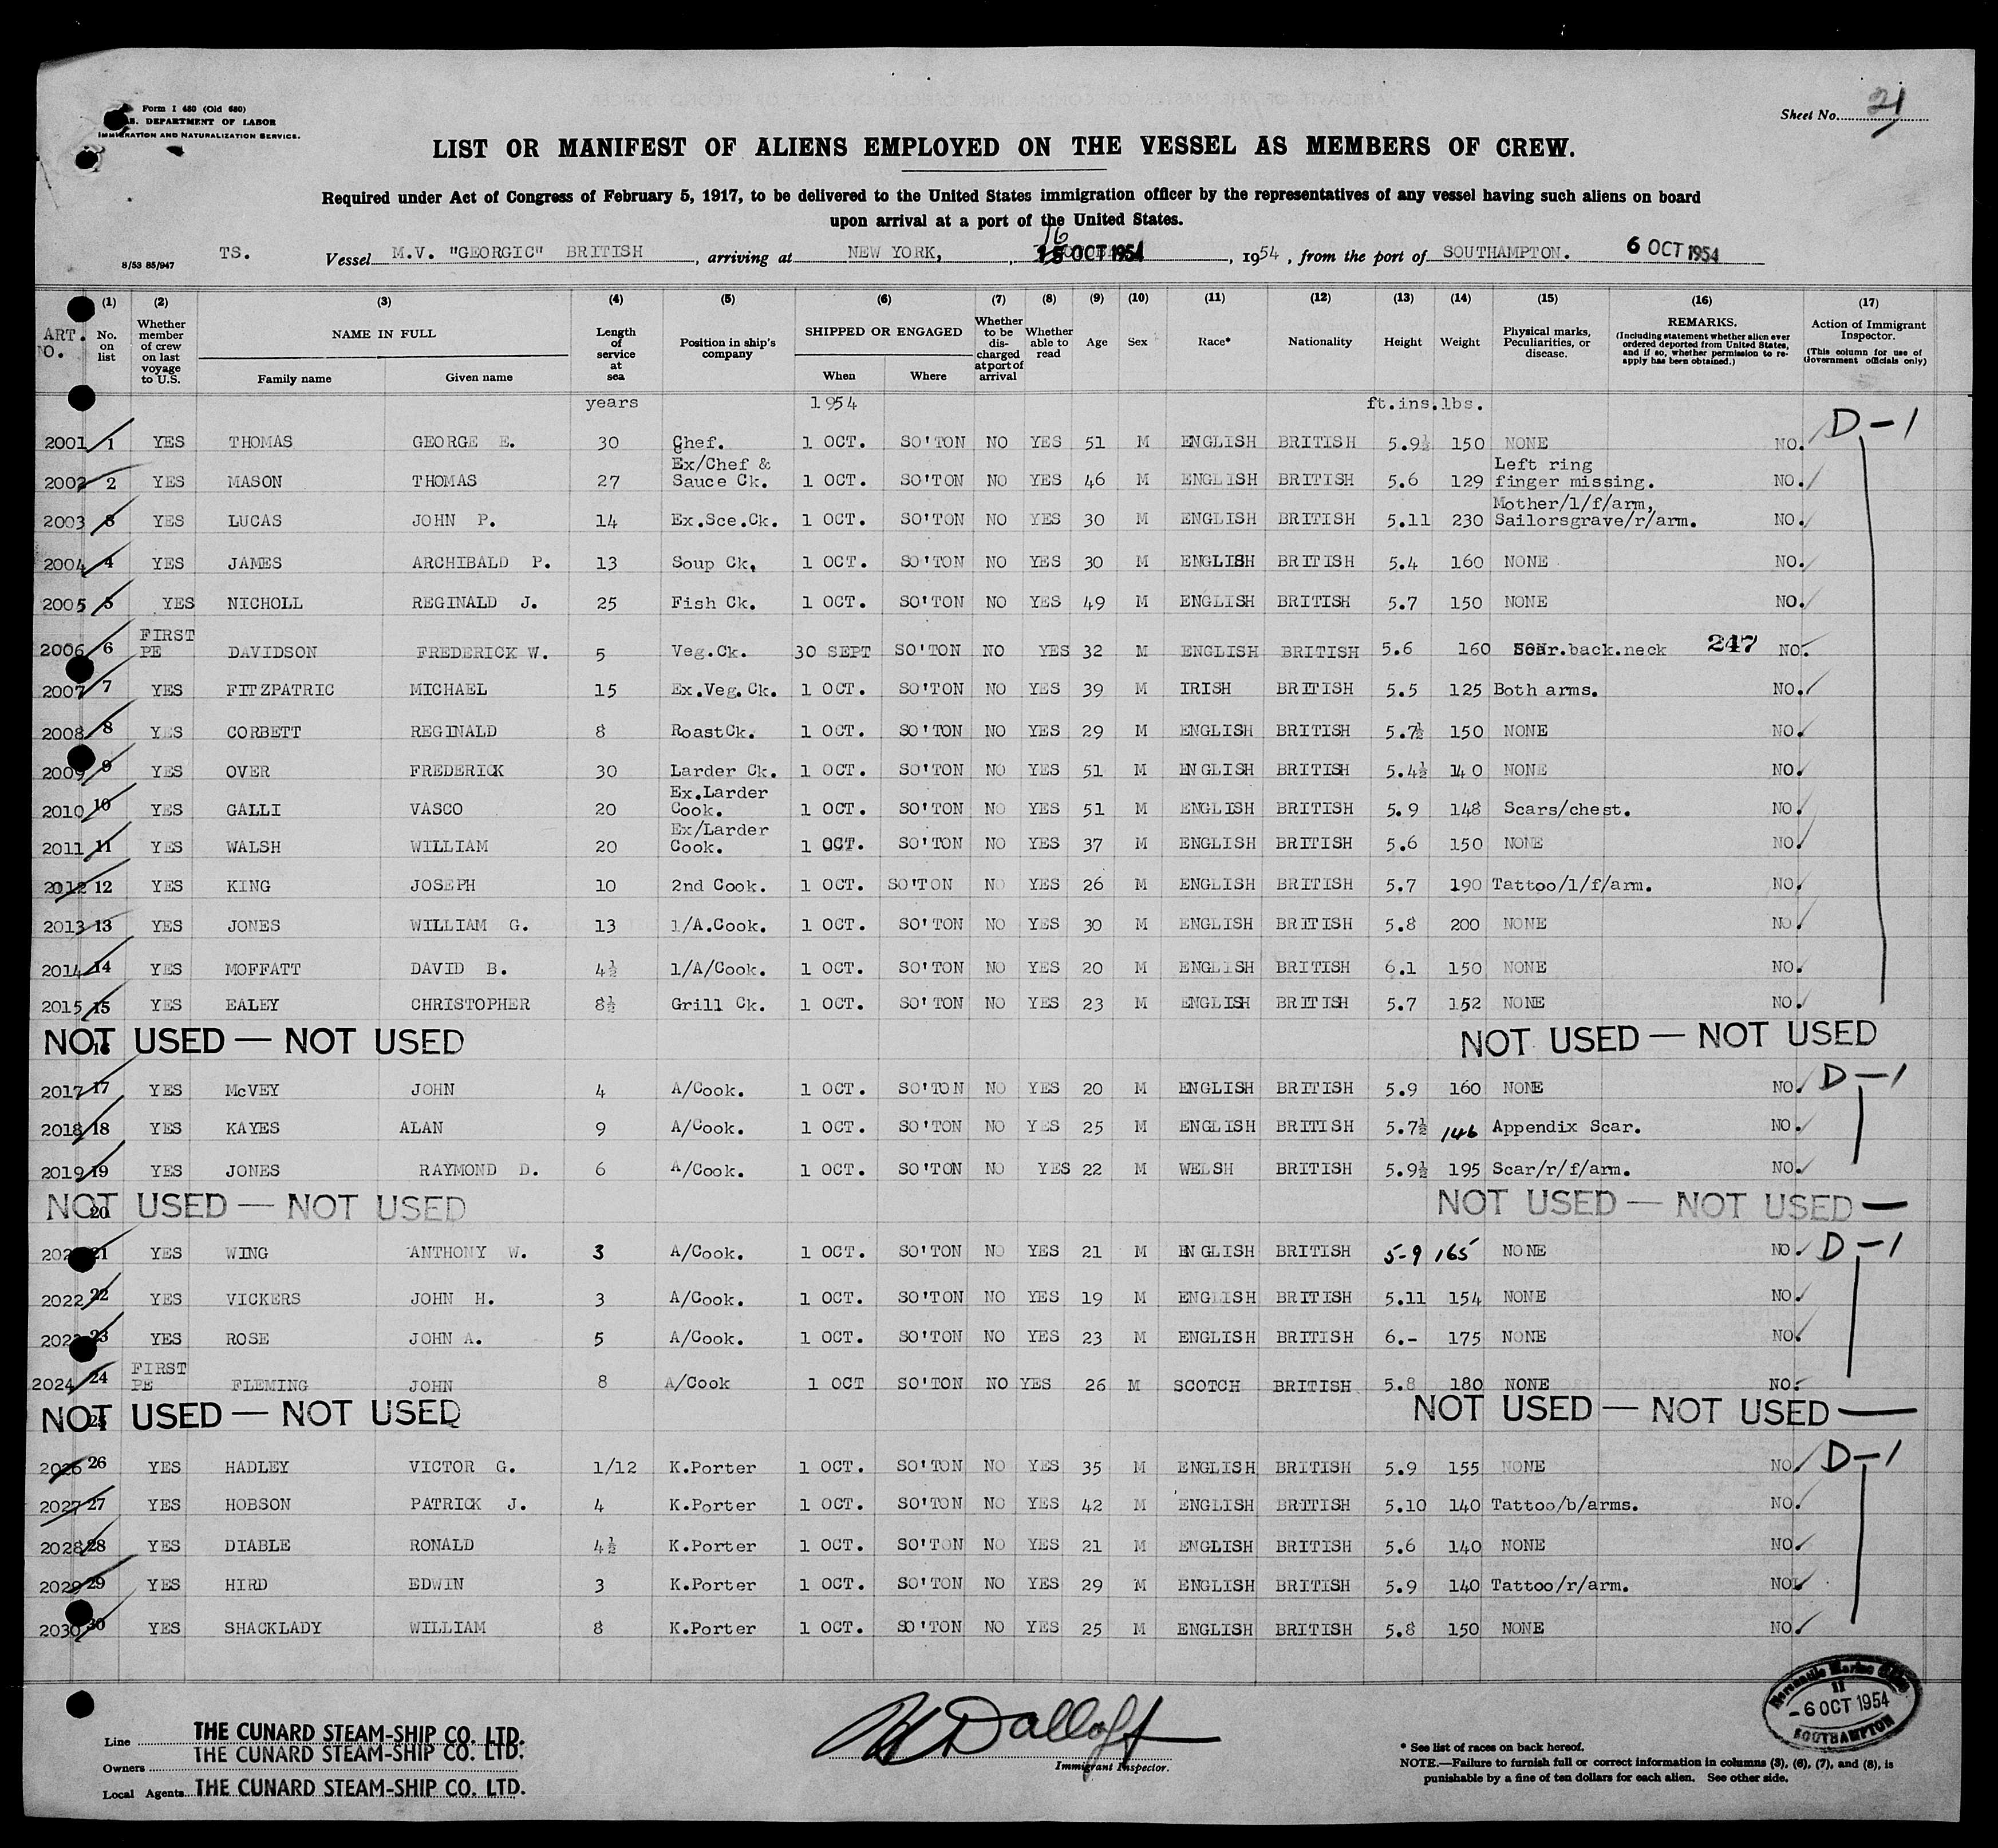 Form I 480 (Old 680)
DEPARTMENT OF LABOR
IMMIGRATION AND NATURALIZATION SERVICE.
Sheet No. 21
LIST OR MANIFEST OF ALIENS EMPLOYED ON THE VESSEL AS MEMBERS OF CREW.
Required under Act of Congress of February 5, 1917, to be delivered to the United States immigration officer by the representatives of any vessel having such aliens on board
upon arrival at a port of the United States.
8/53 85/947 TS. Vessel M.V. "GEORGIC" BRITISH, arriving at NEW YORK, 16 OCT 1954, 1954, from the port of SOUTHAMPTON. 6 OCT 1954
(1) (2) (3) (4) (5) (6) (7) (8) (9) (10) (11) (12) (13) (14) (15) (16) (17)
ART. NO. No. on list Whether member of crew on last voyage to U.S. NAME IN FULL Family name Given name Length of service at sea Position in ship's company SHIPPED OR ENGAGED When Where Whether to be discharged at port of arrival Whether able to read Age Sex Race* Nationality Height Weight Physical marks, Peculiarities, or disease. REMARKS. (Including statement whether alien ever ordered deported from United States, and if so, whether permission to re-apply has been obtained.) Action of Immigrant Inspector. (This column for use of Government officials only)
years 1954 ft.ins.lbs.
2001 1 YES THOMAS GEORGE E. 30 Chef. 1 OCT. SO'TON NO YES 51 M ENGLISH BRITISH 5.9½ 150 NONE NO. D-1
2002 2 YES MASON THOMAS 27 Ex/Chef & Sauce Ck. 1 OCT. SO'TON NO YES 46 M ENGLISH BRITISH 5.6 129 Left ring finger missing. NO.
2003 3 YES LUCAS JOHN P. 14 Ex.Sce.Ck. 1 OCT. SO'TON NO YES 30 M ENGLISH BRITISH 5.11 230 Mother/l/f/arm, Sailorsgrave/r/arm. NO.
2004 4 YES JAMES ARCHIBALD P. 13 Soup Ck. 1 OCT. SO'TON NO YES 30 M ENGLISH BRITISH 5.4 160 NONE NO.
2005 5 YES NICHOLL REGINALD J. 25 Fish Ck. 1 OCT. SO'TON NO YES 49 M ENGLISH BRITISH 5.7 150 NONE NO.
2006 6 FIRST PE DAVIDSON FREDERICK W. 5 Veg.Ck. 30 SEPT SO'TON NO YES 32 M ENGLISH BRITISH 5.6 160 Scar.back.neck 247 NO.
2007 7 YES FITZPATRIC MICHAEL 15 Ex.Veg.Ck. 1 OCT. SO'TON NO YES 39 M IRISH BRITISH 5.5 125 Both arms. NO.
2008 8 YES CORBETT REGINALD 8 RoastCk. 1 OCT. SO'TON NO YES 29 M ENGLISH BRITISH 5.7½ 150 NONE NO.
2009 9 YES OVER FREDERICK 30 Larder Ck. 1 OCT. SO'TON NO YES 51 M ENGLISH BRITISH 5.4½ 140 NONE NO.
2010 10 YES GALLI VASCO 20 Ex.Larder Cook. 1 OCT. SO'TON NO YES 51 M ENGLISH BRITISH 5.9 148 Scars/chest. NO.
2011 11 YES WALSH WILLIAM 20 Ex/Larder Cook. 1 OCT. SO'TON NO YES 37 M ENGLISH BRITISH 5.6 150 NONE NO.
2012 12 YES KING JOSEPH 10 2nd Cook. 1 OCT. SO'TON NO YES 26 M ENGLISH BRITISH 5.7 190 Tattoo/l/f/arm. NO.
2013 13 YES JONES WILLIAM G. 13 1/A.Cook. 1 OCT. SO'TON NO YES 30 M ENGLISH BRITISH 5.8 200 NONE NO.
2014 14 YES MOFFATT DAVID B. 4½ 1/A/Cook. 1 OCT. SO'TON NO YES 20 M ENGLISH BRITISH 6.1 150 NONE NO.
2015 15 YES EALEY CHRISTOPHER 8½ Grill Ck. 1 OCT. SO'TON NO YES 23 M ENGLISH BRITISH 5.7 152 NONE NO.
16 NOT USED — NOT USED NOT USED — NOT USED
2017 17 YES McVEY JOHN 4 A/Cook. 1 OCT. SO'TON NO YES 20 M ENGLISH BRITISH 5.9 160 NONE NO. D-1
2018 18 YES KAYES ALAN 9 A/Cook. 1 OCT. SO'TON NO YES 25 M ENGLISH BRITISH 5.7½ 146 Appendix Scar. NO.
2019 19 YES JONES RAYMOND D. 6 A/Cook. 1 OCT. SO'TON NO YES 22 M WELSH BRITISH 5.9½ 195 Scar/r/f/arm. NO.
20 NOT USED — NOT USED NOT USED — NOT USED —
202 21 YES WING ANTHONY W. 3 A/Cook. 1 OCT. SO'TON NO YES 21 M ENGLISH BRITISH 5-9 165 NONE NO. D-1
2022 22 YES VICKERS JOHN H. 3 A/Cook. 1 OCT. SO'TON NO YES 19 M ENGLISH BRITISH 5.11 154 NONE NO.
2023 23 YES ROSE JOHN A. 5 A/Cook. 1 OCT. SO'TON NO YES 23 M ENGLISH BRITISH 6.- 175 NONE NO.
2024 24 FIRST PE FLEMING JOHN 8 A/Cook 1 OCT SO'TON NO YES 26 M SCOTCH BRITISH 5.8 180 NONE NO.
25 NOT USED — NOT USED NOT USED — NOT USED —
2026 26 YES HADLEY VICTOR G. 1/12 K.Porter 1 OCT. SO'TON NO YES 35 M ENGLISH BRITISH 5.9 155 NONE NO. D-1
2027 27 YES HOBSON PATRICK J. 4 K.Porter 1 OCT. SO'TON NO YES 42 M ENGLISH BRITISH 5.10 140 Tattoo/b/arms. NO.
2028 28 YES DIABLE RONALD 4½ K.Porter 1 OCT. SO'TON NO YES 21 M ENGLISH BRITISH 5.6 140 NONE NO.
2029 29 YES HIRD EDWIN 3 K.Porter 1 OCT. SO'TON NO YES 29 M ENGLISH BRITISH 5.9 140 Tattoo/r/arm. NO.
2030 30 YES SHACKLADY WILLIAM 8 K.Porter 1 OCT. SO'TON NO YES 25 M ENGLISH BRITISH 5.8 150 NONE NO.
Line THE CUNARD STEAM-SHIP CO. LTD.
Owners THE CUNARD STEAM-SHIP CO. LTD.
Local Agents THE CUNARD STEAM-SHIP CO. LTD.
Immigrant Inspector.
Mercantile Marine
II
-6 OCT 1954
SOUTHAMPTON
* See list of races on back hereof.
NOTE.—Failure to furnish full or correct information in columns (3), (6), (7), and (8), is
punishable by a fine of ten dollars for each alien. See other side.